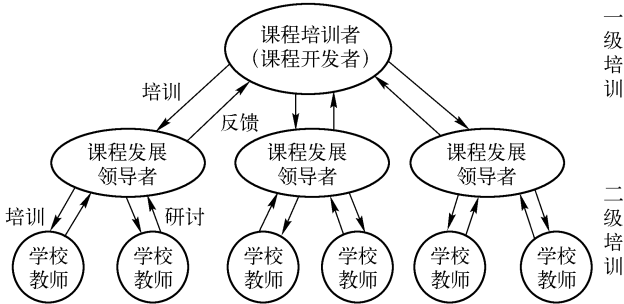 课程培训者
（课程开发者）
一级培训
培训
反馈
课程发展
领导者
课程发展
领导者
课程发展
领导者
二级培训
培训
研讨
学校
教师
学校
教师
学校
教师
学校
教师
学校
教师
学校
教师